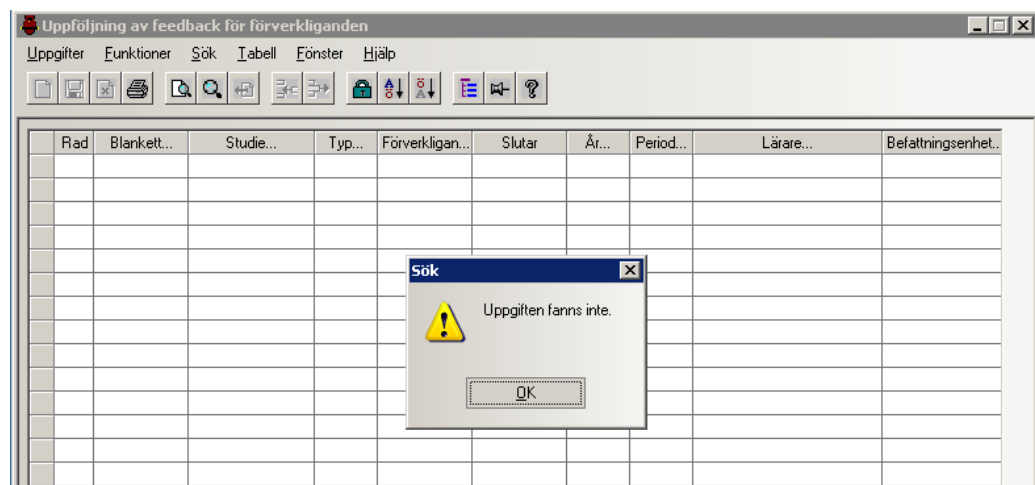 Uppföljning av feedback för förverkliganden
Uppgifter Funktioner Sök Tabell Fönster Hjälp
Rad Blankett... Studie... Typ... Förverkligan... Slutar År... Period... Lärare... Befattningsenhet..
Sök
Uppgiften fanns inte.
OK